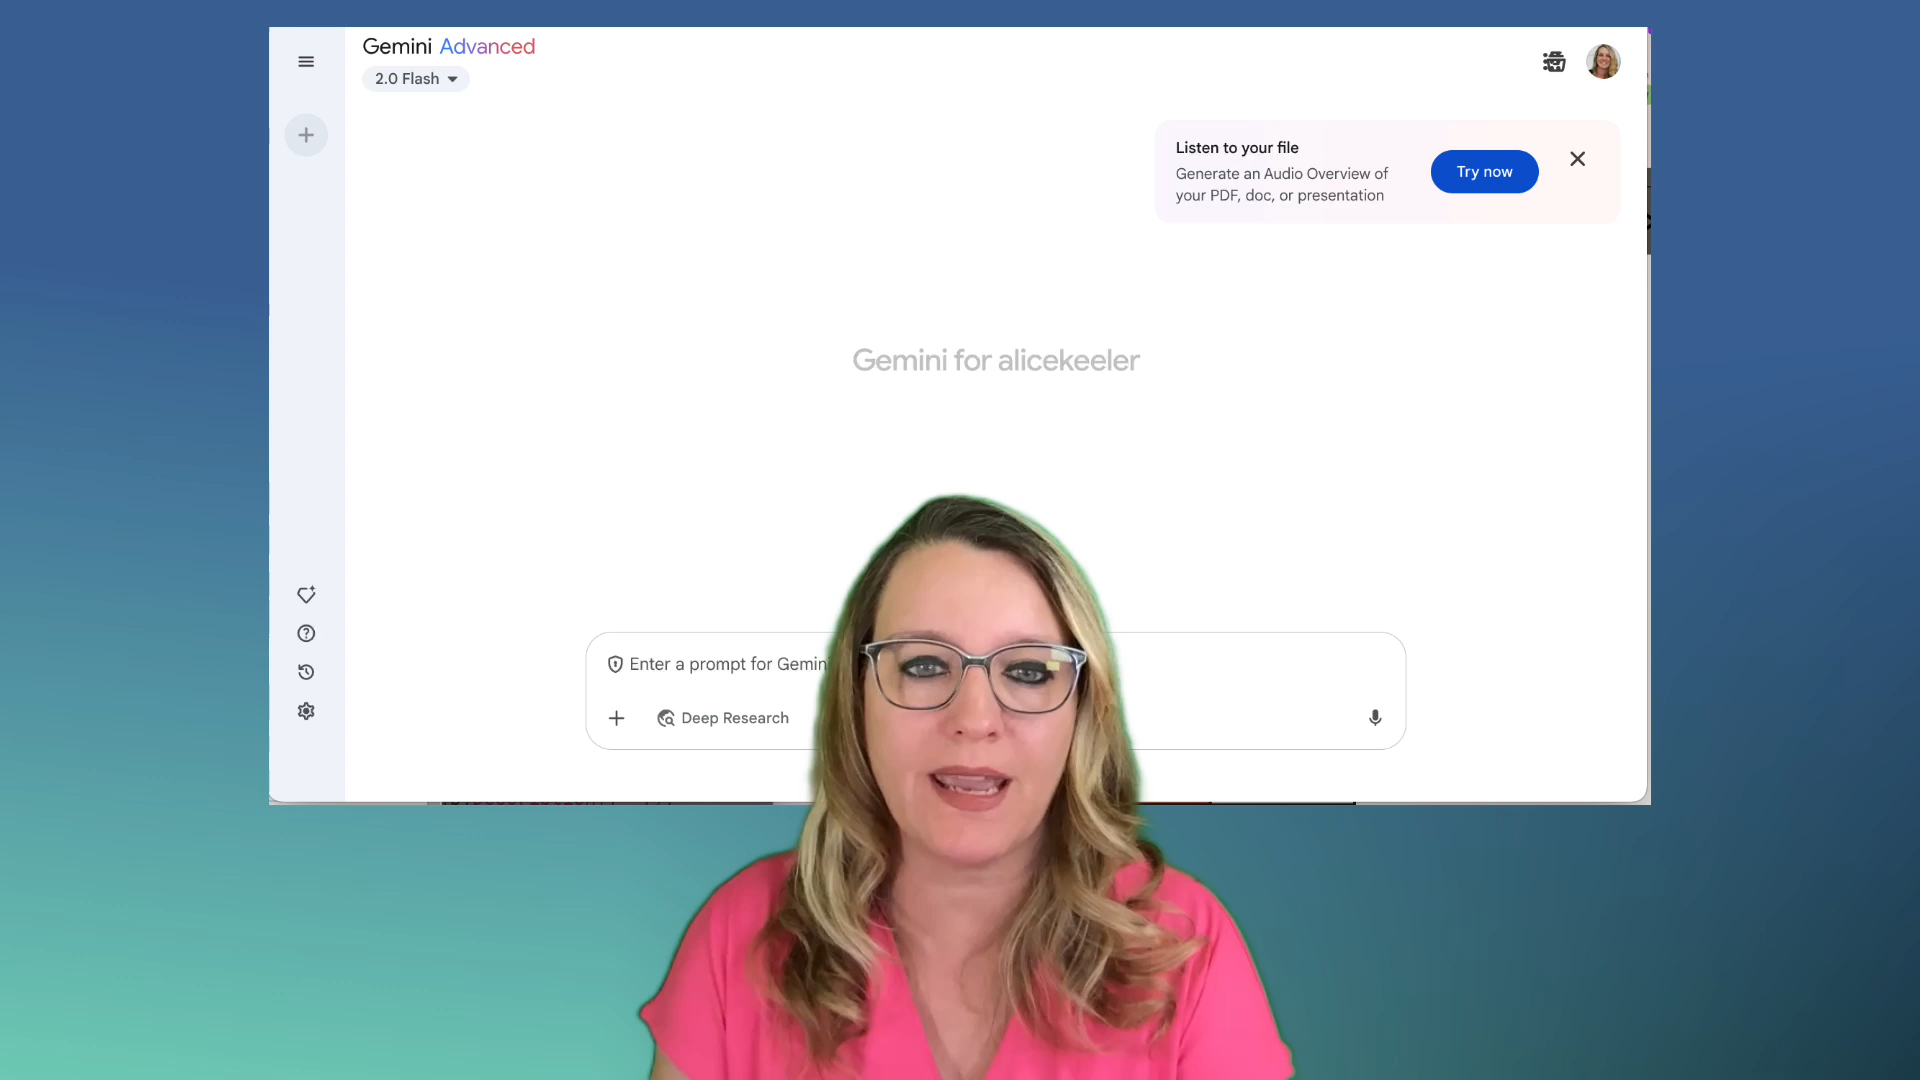 Gemini Advanced
2.0 Flash
Listen to your file
Generate an Audio Overview of
your PDF, doc, or presentation
Try now
Gemini for alicekeeler
Enter a prompt for Gemin
Deep Research